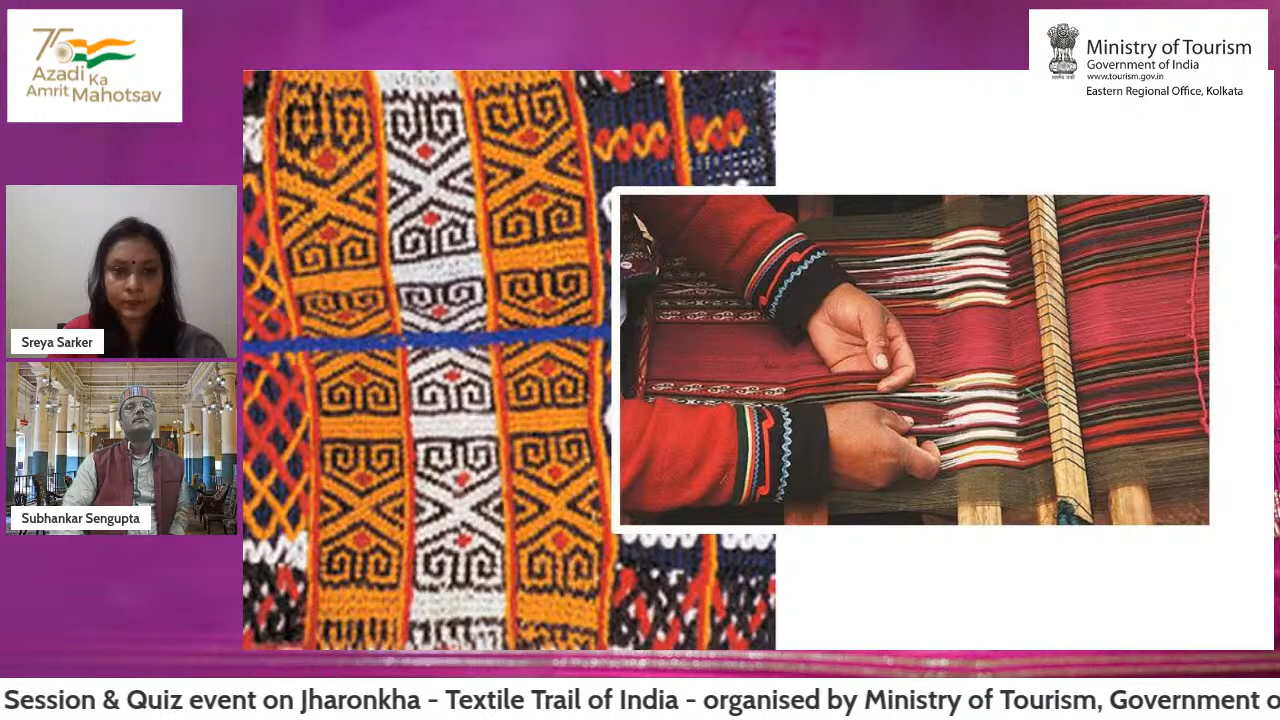 75
Azadi Ka
Amrit Mahotsav
Ministry of Tourism
Government of India
www.tourism.gov.in
Eastern Regional Office, Kolkata
Sreya Sarker
Subhankar Sengupta
Session & Quiz event on Jharonkha - Textile Trail of India - organised by Ministry of Tourism, Government o